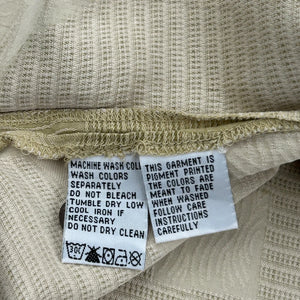 MACHINE WASH COL
WASH COLORS
SEPARATELY
DO NOT BLEACH
TUMBLE DRY LOW
COOL IRON IF
NECESSARY
DO NOT DRY CLEAN
30
THIS GARMENT IS
PIGMENT PRINTED
THE COLORS ARE
MEANT TO FADE
WHEN WASHED
FOLLOW CARE
INSTRUCTIONS
CAREFULLY